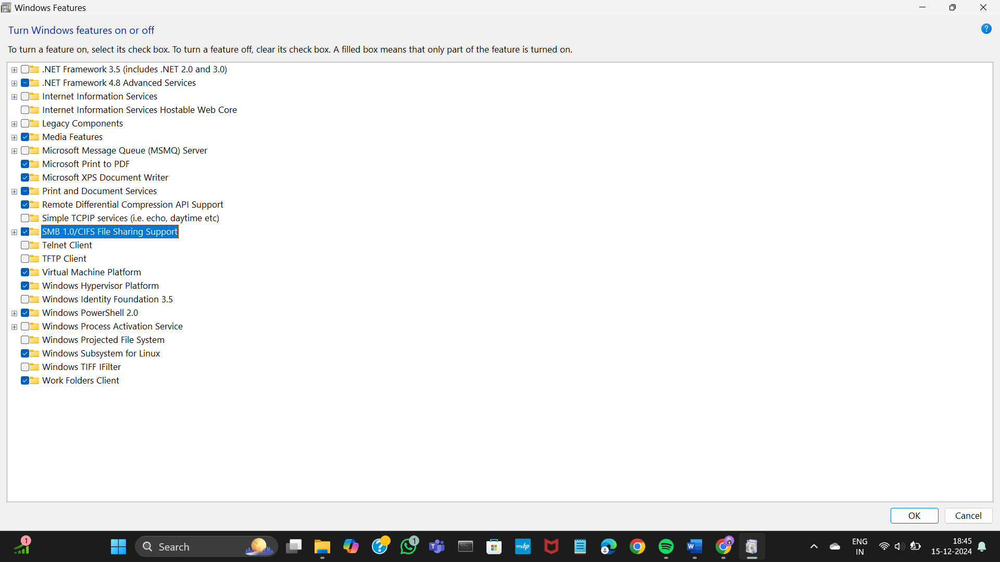 Windows Features
Turn Windows features on or off
?
To turn a feature on, select its check box. To turn a feature off, clear its check box. A filled box means that only part of the feature is turned on.
.NET Framework 3.5 (includes .NET 2.0 and 3.0)
.NET Framework 4.8 Advanced Services
Internet Information Services
Internet Information Services Hostable Web Core
Legacy Components
Media Features
Microsoft Message Queue (MSMQ) Server
Microsoft Print to PDF
Microsoft XPS Document Writer
Print and Document Services
Remote Differential Compression API Support
Simple TCPIP services (i.e. echo, daytime etc)
SMB 1.0/CIFS File Sharing Support
Telnet Client
TFTP Client
Virtual Machine Platform
Windows Hypervisor Platform
Windows Identity Foundation 3.5
Windows PowerShell 2.0
Windows Process Activation Service
Windows Projected File System
Windows Subsystem for Linux
Windows TIFF IFilter
Work Folders Client
OK Cancel
1 Search ? 1 T myhp W ENG IN 18:45
15-12-2024